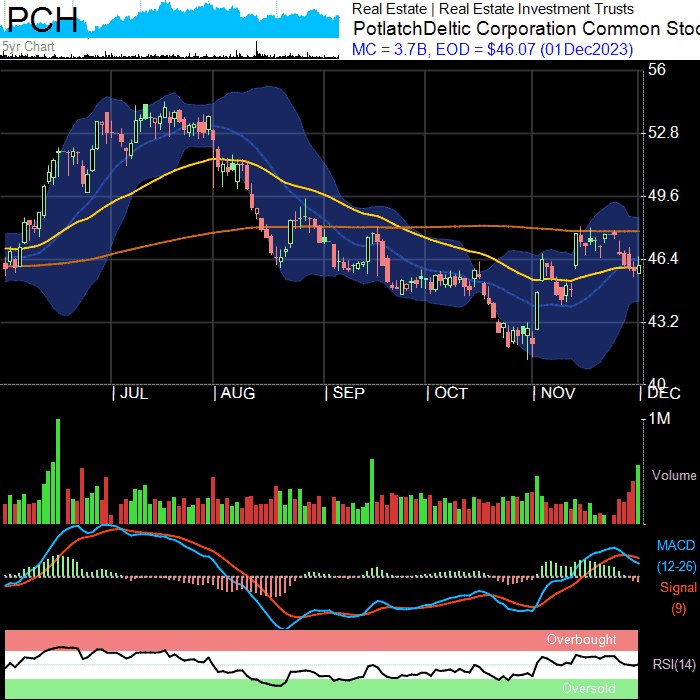 PCH
5yr Chart
Real Estate | Real Estate Investment Trusts
PotlatchDeltic Corporation Common Stoc
MC = 3.7B, EOD = $46.07 (01Dec2023)
56
52.8
49.6
46.4
43.2
40
JUL
AUG
SEP
OCT
NOV
DEC
1M
Volume
MACD
(12-26)
Signal
(9)
Overbought
RSI(14)
Oversold